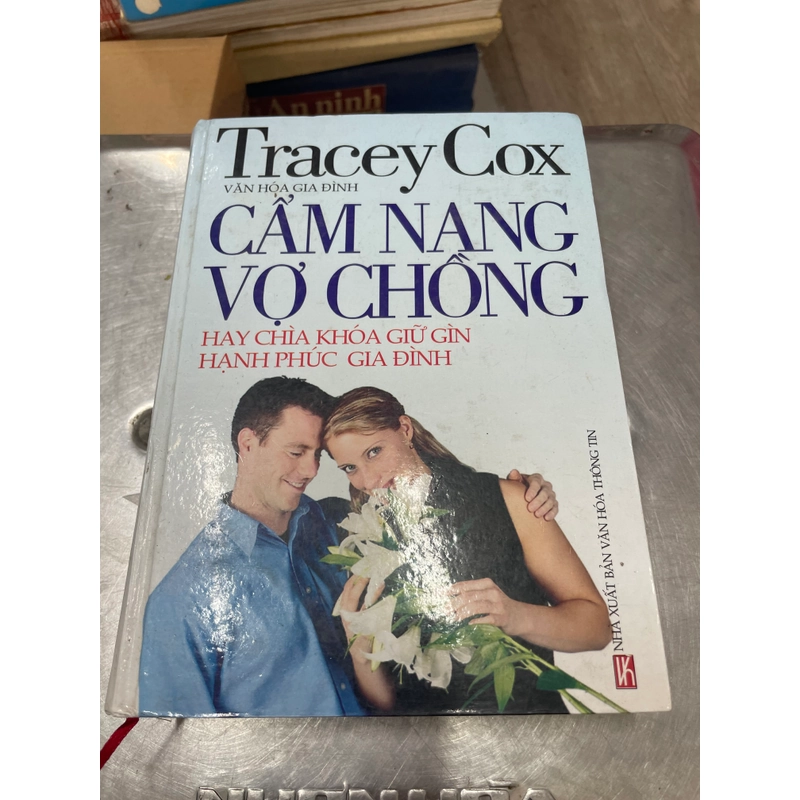 An ninh
Tracey Cox
VĂN HÓA GIA ĐÌNH
CẨM NANG
VỢ CHỒNG
HAY CHÌA KHÓA GIỮ GÌN
HẠNH PHÚC GIA ĐÌNH
NHÀ XUẤT BẢN VĂN HÓA THÔNG TIN